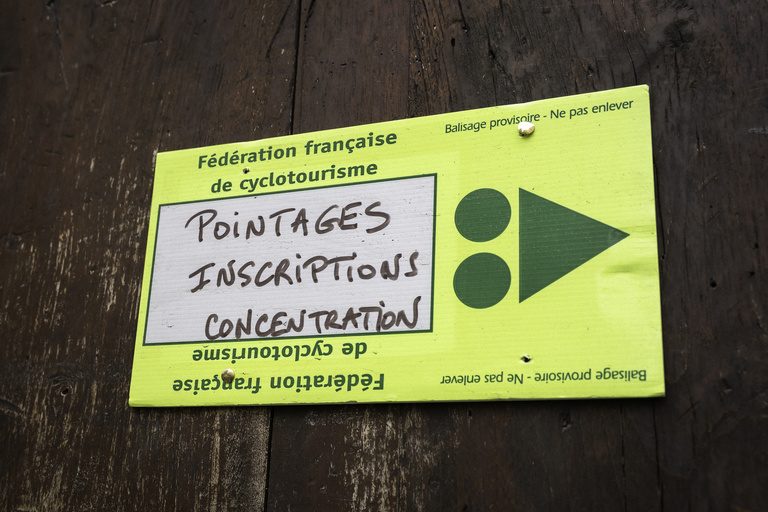 Balisage provisoire - Ne pas enlever
Fédération française
de cyclotourisme
POINTAGES
INSCRIPTIONS
CONCENTRATION
de cyclotourisme
Fédération française
Balisage provisoire - Ne pas enlever